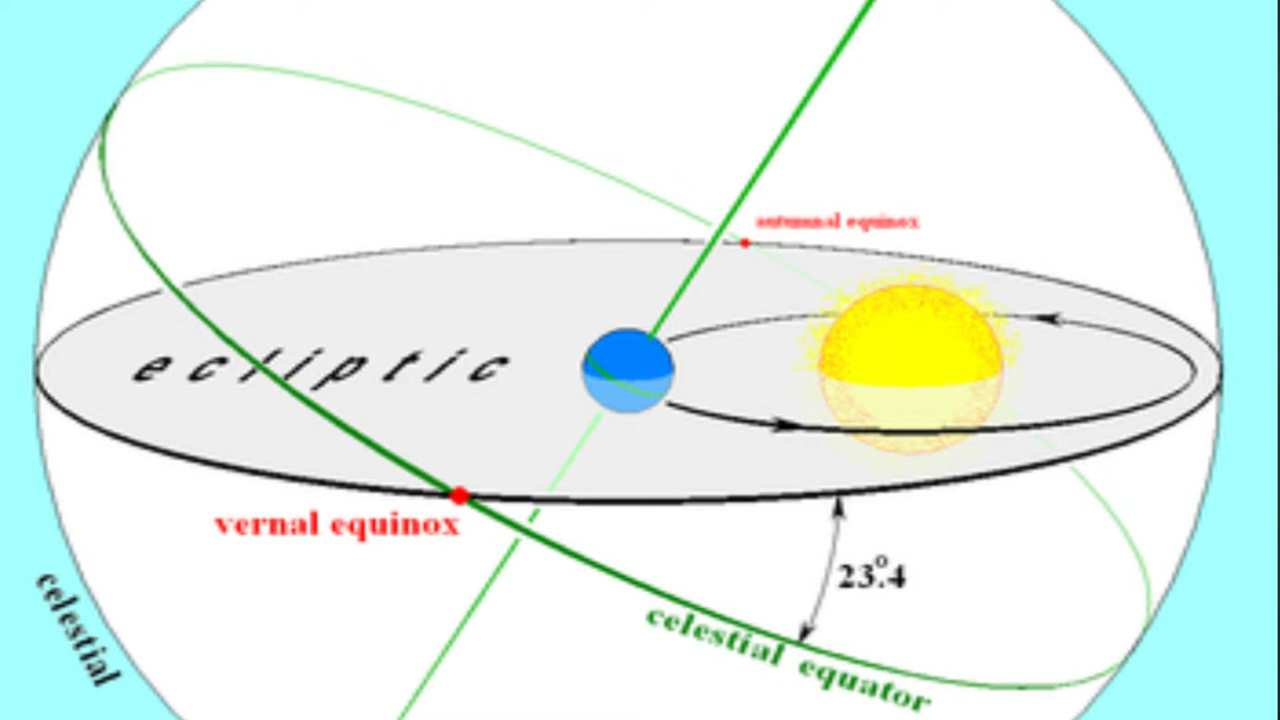 autumnal equinox
ecliptic
vernal equinox
23°.4
celestial equator
celestial